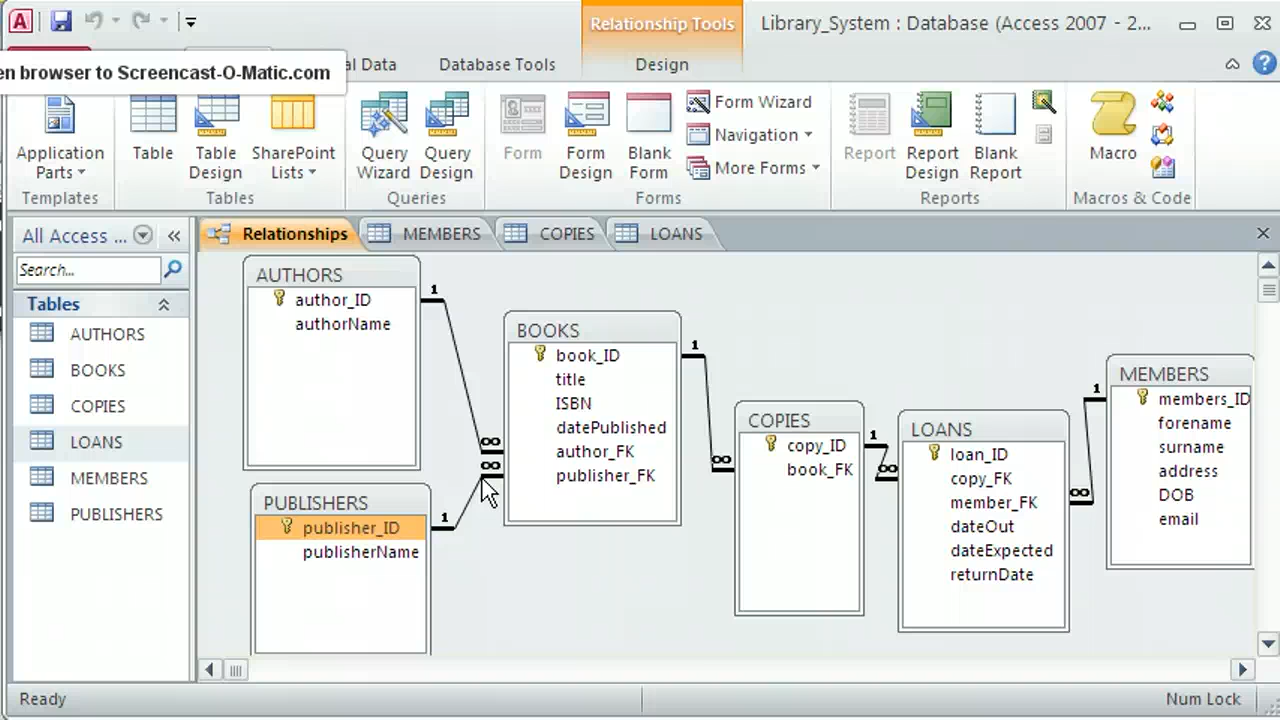 Relationship Tools
Library_System : Database (Access 2007 - 2...
en browser to Screencast-O-Matic.com
al Data
Database Tools
Design
Application
Parts
Table
Table
Design
SharePoint
Lists
Query
Wizard
Query
Design
Form
Form
Design
Blank
Form
Form Wizard
Navigation
More Forms
Report
Report
Design
Blank
Report
Macro
Templates
Tables
Queries
Forms
Reports
Macros & Code
All Access ...
«
Relationships
MEMBERS
COPIES
LOANS
Search...
Tables
AUTHORS
BOOKS
COPIES
LOANS
MEMBERS
PUBLISHERS
AUTHORS
author_ID
authorName
1
∞
PUBLISHERS
publisher_ID
publisherName
1
∞
BOOKS
book_ID
title
ISBN
datePublished
author_FK
publisher_FK
1
∞
COPIES
copy_ID
book_FK
1
∞
LOANS
loan_ID
copy_FK
member_FK
dateOut
dateExpected
returnDate
∞
1
MEMBERS
members_ID
forename
surname
address
DOB
email
Ready
Num Lock